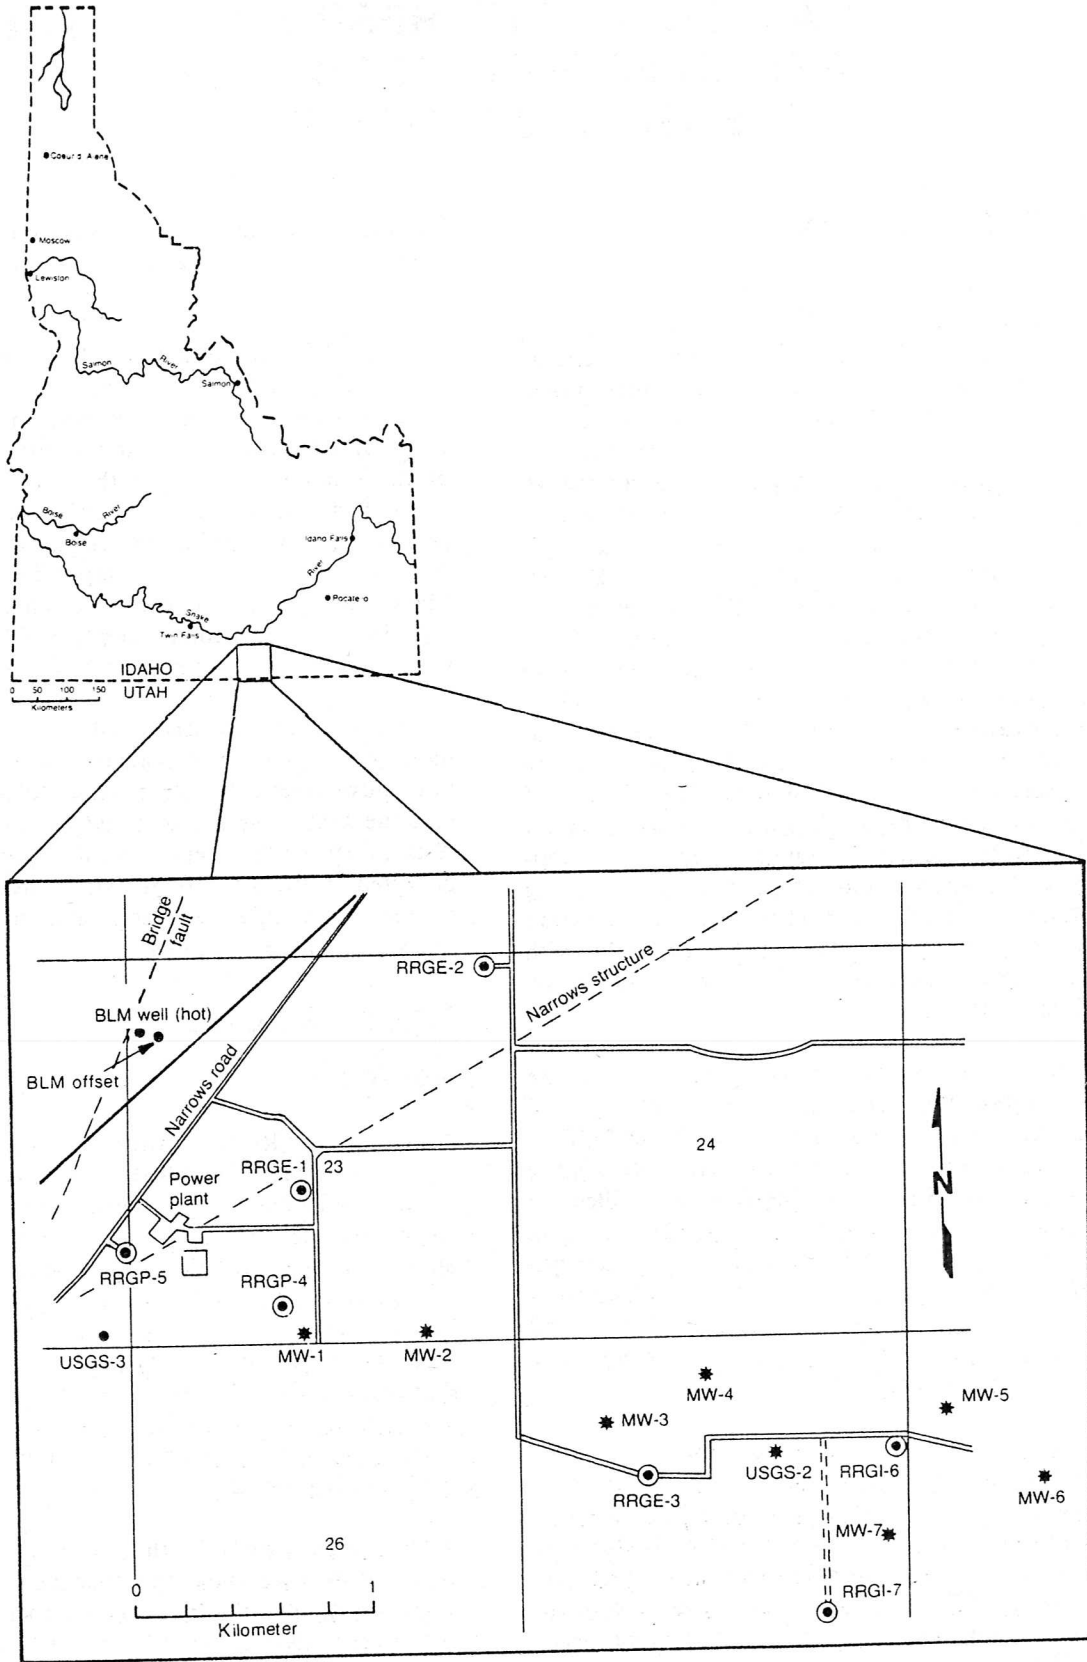 Coeur d Alene
Moscow
Lewiston
Salmon River
Salmon
Boise River
Boise
Idaho Falls
River
Pocate o
Snake
Twin Falls
IDAHO
UTAH
0 50 100 150
Kilometers
Bridge
fault
RRGE-2
Narrows structure
BLM well (hot)
BLM offset
Narrows road
24
N
RRGE-1
23
Power
plant
RRGP-5
RRGP-4
USGS-3
MW-1
MW-2
MW-4
MW-5
MW-3
USGS-2
RRGI-6
RRGE-3
MW-6
MW-7
26
RRGI-7
0 1
Kilometer